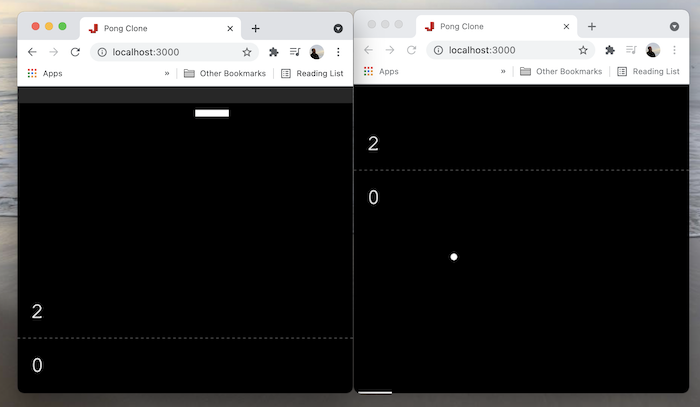 Pong Clone
localhost:3000
Apps
»
Other Bookmarks
Reading List
2
0
Pong Clone
localhost:3000
Apps
»
Other Bookmarks
Reading List
2
0